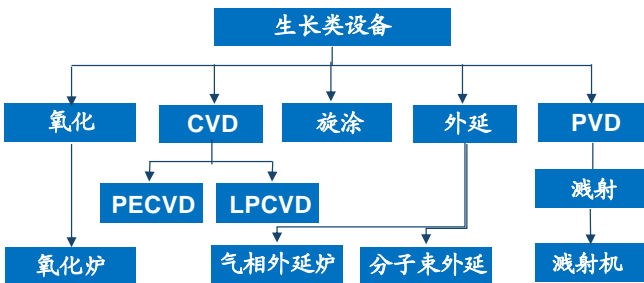 生长类设备
氧化
CVD
旋涂
外延
PVD
PECVD
LPCVD
溅射
氧化炉
气相外延炉
分子束外延
溅射机